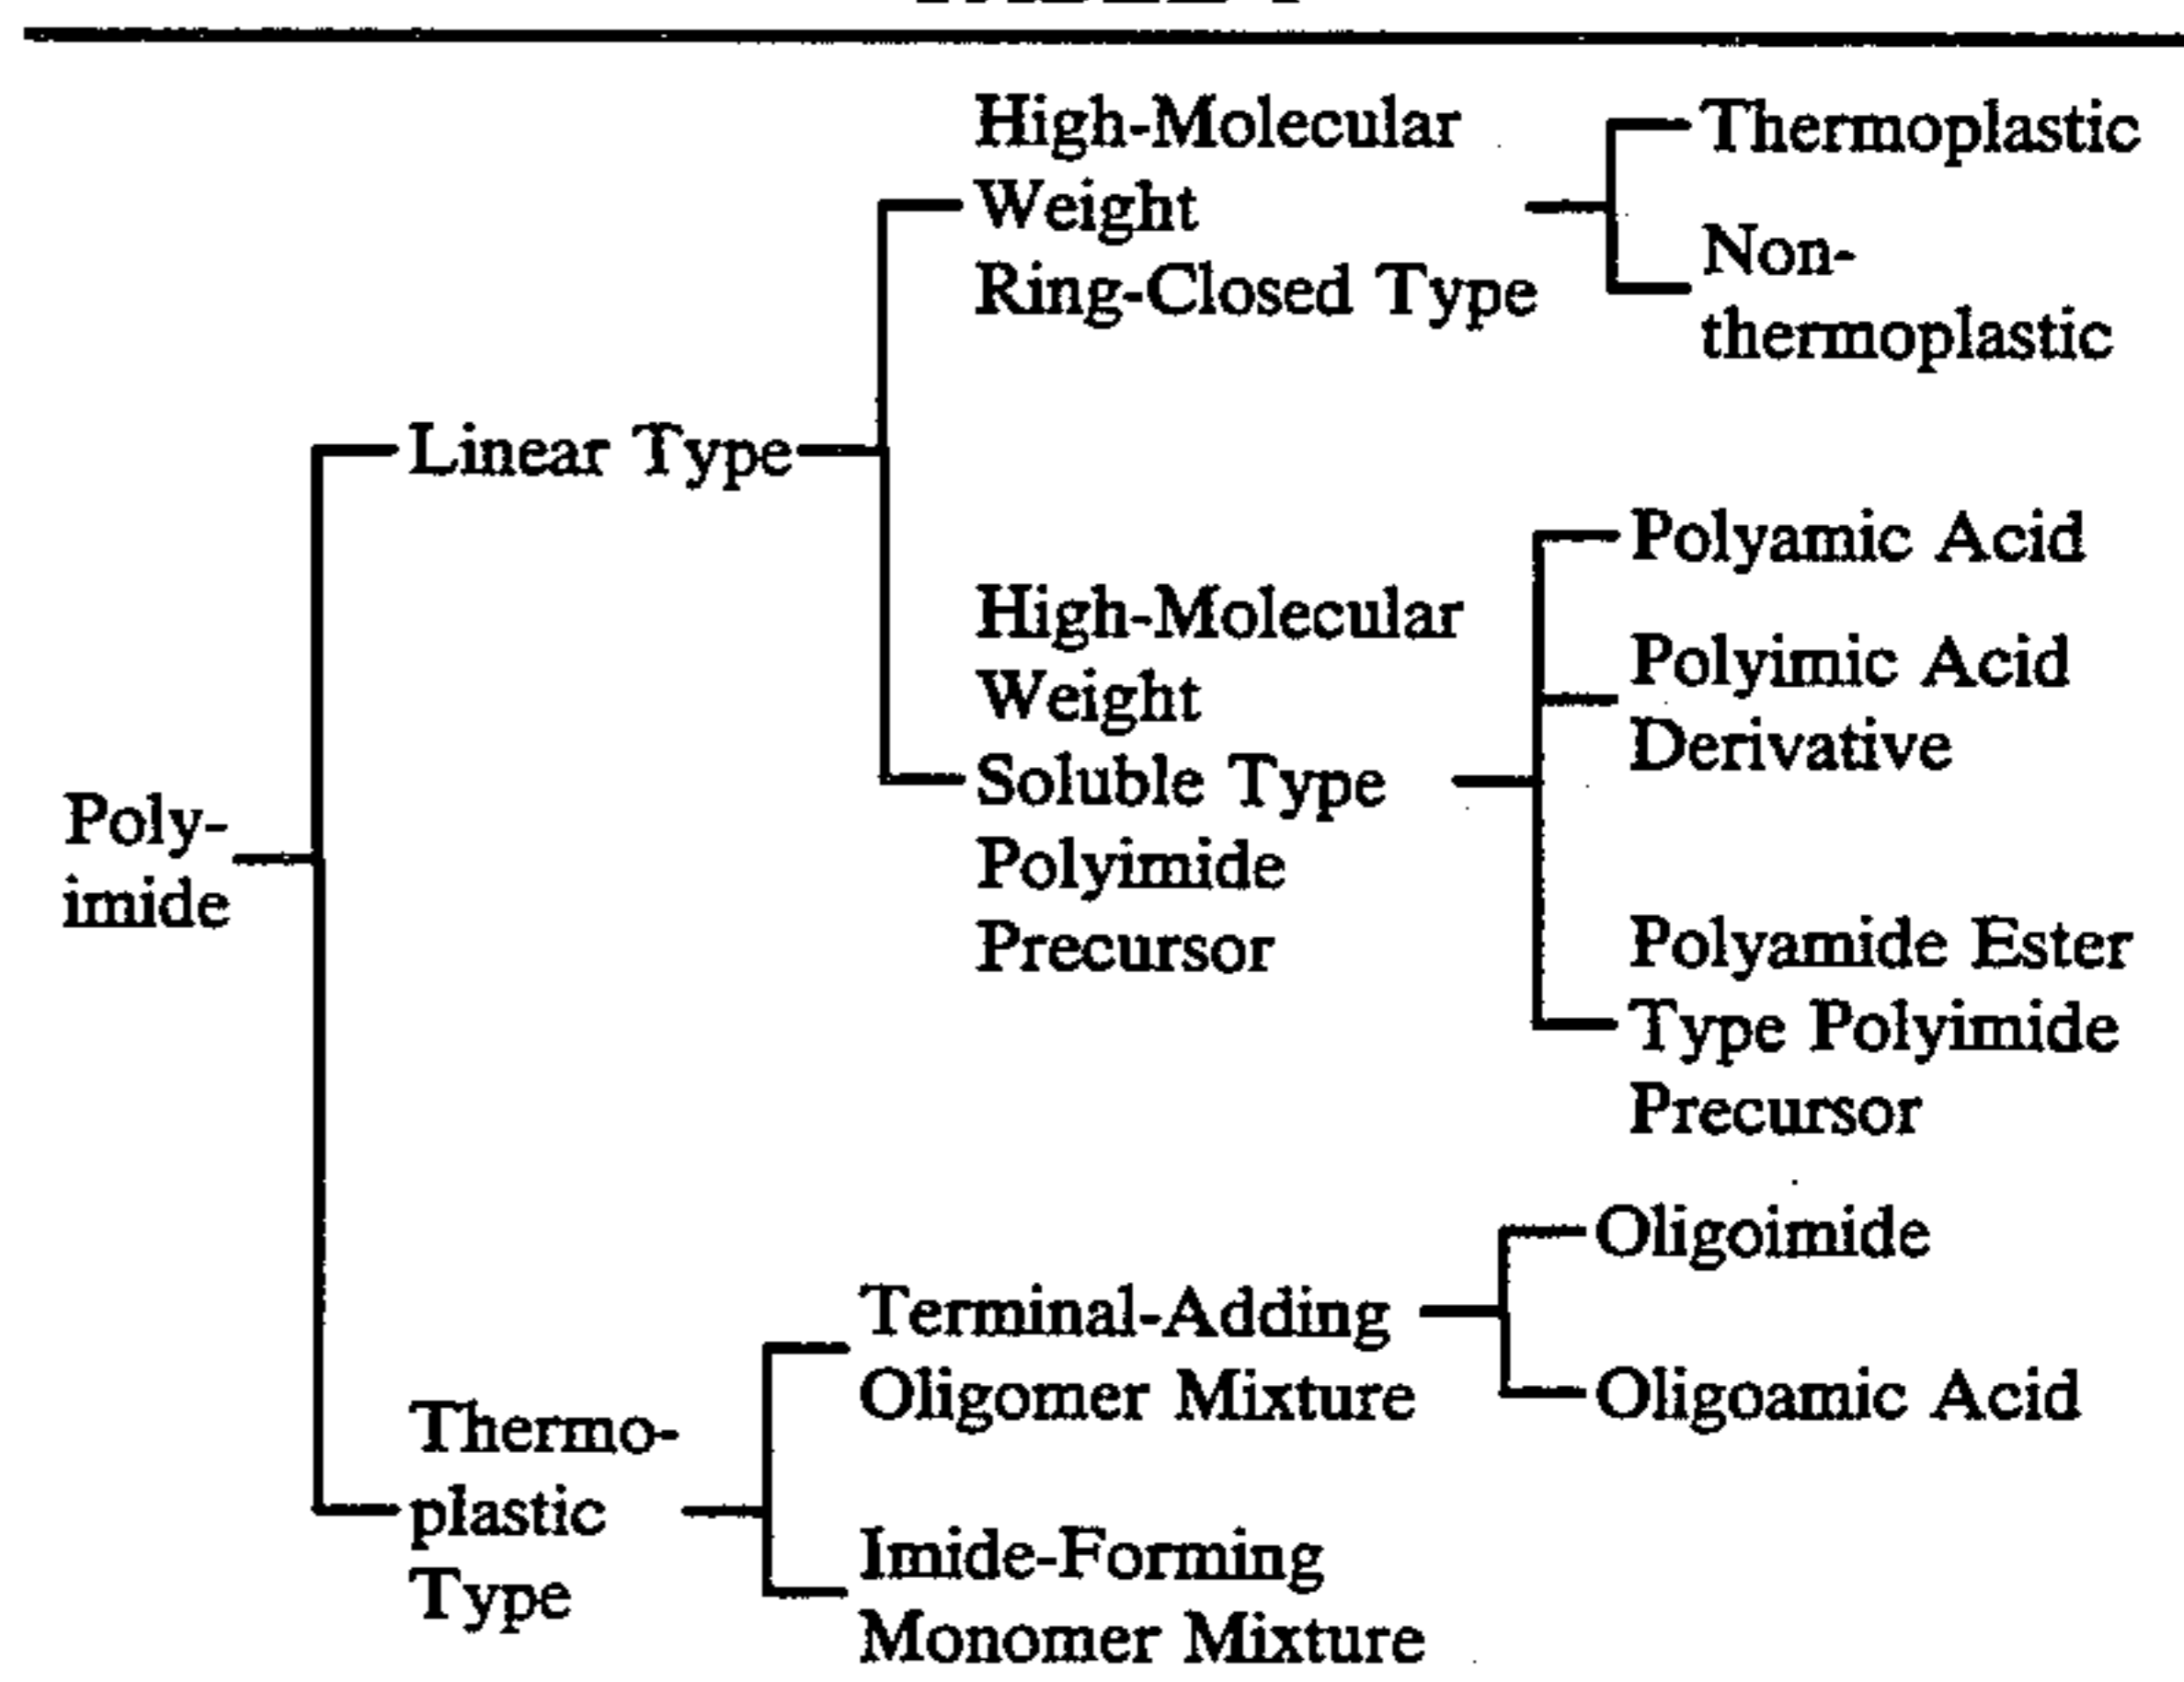 High-Molecular
Weight
Ring-Closed Type
Thermoplastic
Non-
thermoplastic
Linear Type
High-Molecular
Weight
Soluble Type
Polyimide
Precursor
Polyamic Acid
Polyimic Acid
Derivative
Polyamide Ester
Type Polyimide
Precursor
Poly-
imide
Thermo-
plastic
Type
Terminal-Adding
Oligomer Mixture
Oligoimide
Oligoamic Acid
Imide-Forming
Monomer Mixture